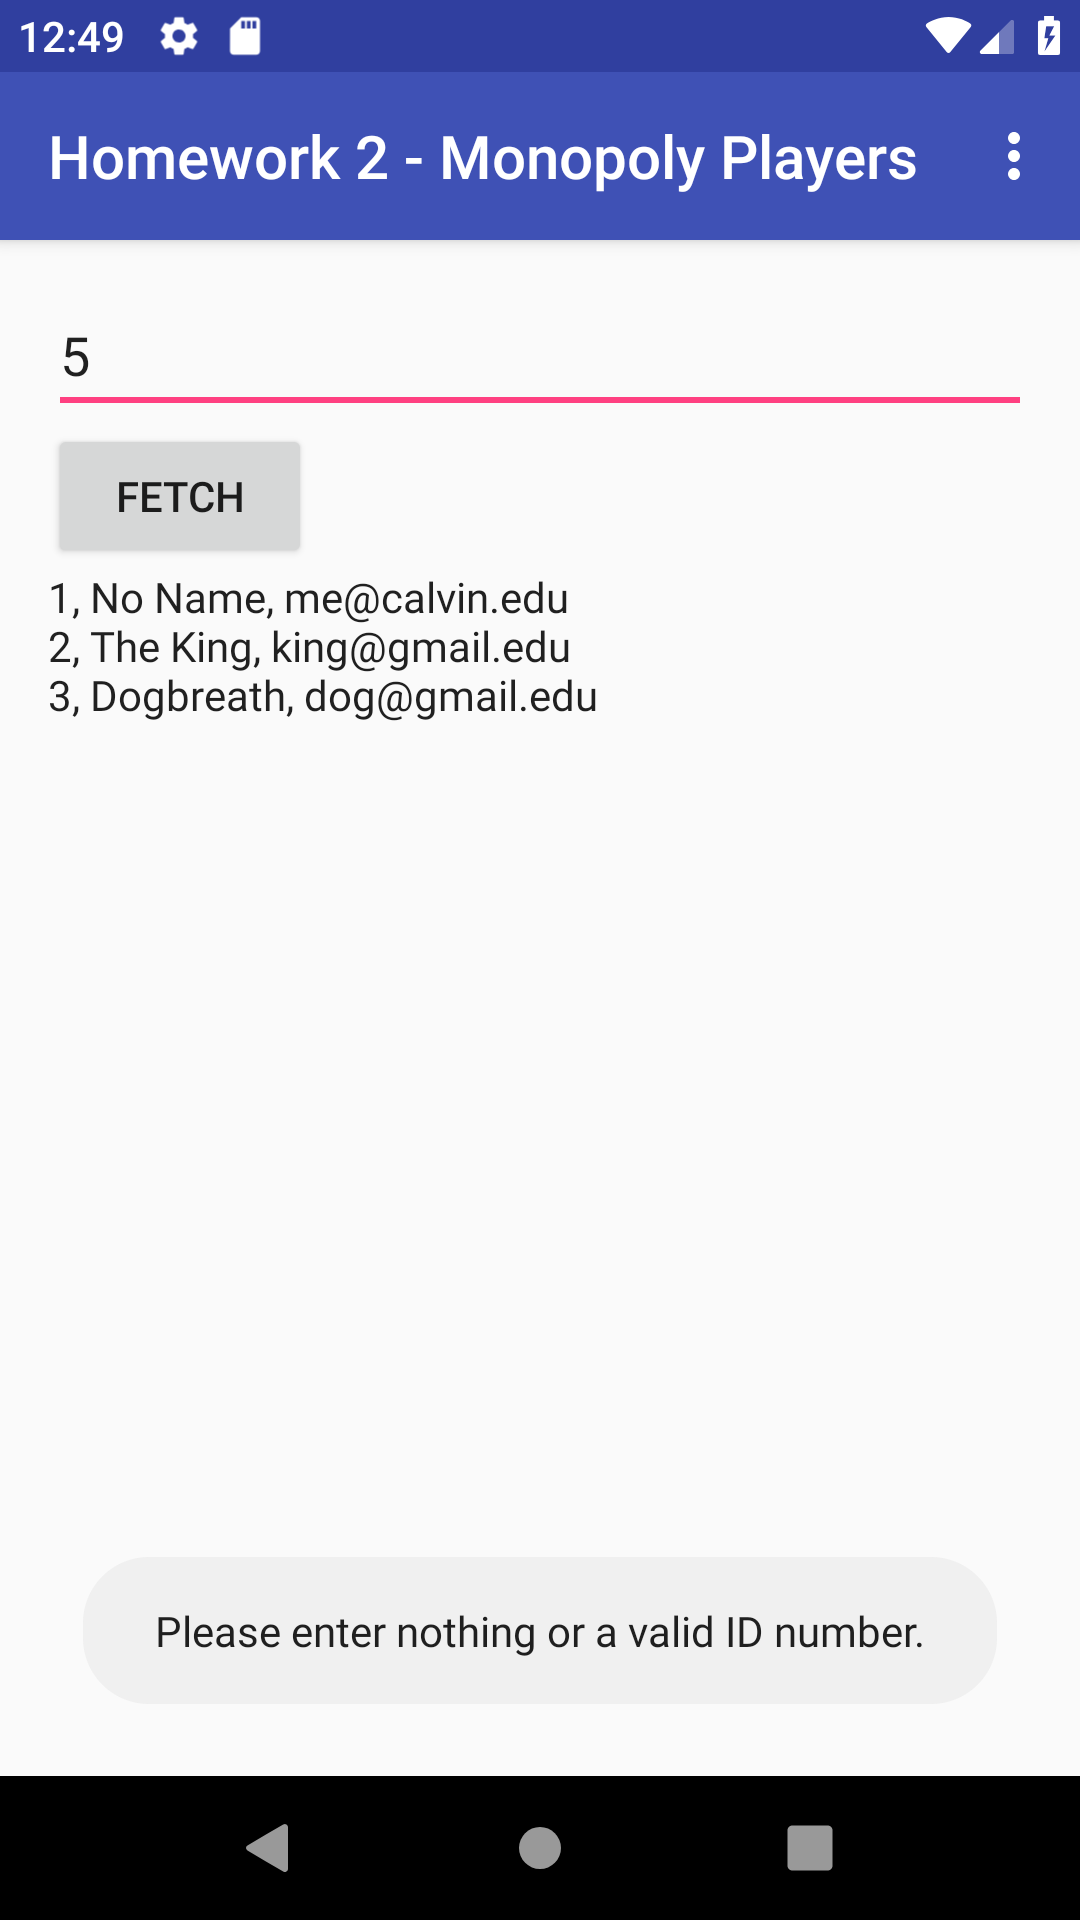 12:49
Homework 2 - Monopoly Players
5
FETCH
1, No Name, me@calvin.edu
2, The King, king@gmail.edu
3, Dogbreath, dog@gmail.edu
Please enter nothing or a valid ID number.